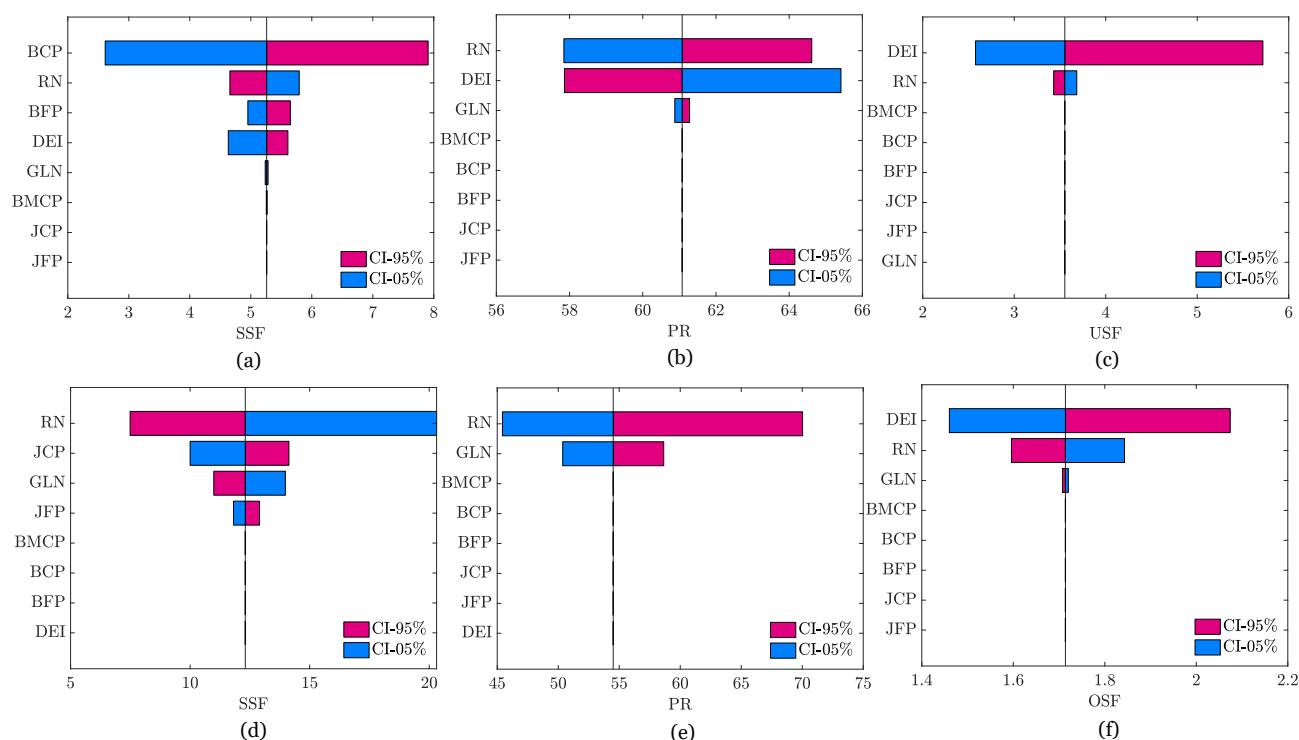 BCP
RN
BFP
DEI
GLN
BMCP
JCP
JFP
CI-95%
CI-05%
2 3 4 5 6 7 8
SSF
(a)
RN
DEI
GLN
BMCP
BCP
BFP
JCP
JFP
CI-95%
CI-05%
56 58 60 62 64 66
PR
(b)
DEI
RN
BMCP
BCP
BFP
JCP
JFP
GLN
CI-95%
CI-05%
2 3 4 5 6
USF
(c)
RN
JCP
GLN
JFP
BMCP
BCP
BFP
DEI
CI-95%
CI-05%
5 10 15 20
SSF
(d)
RN
GLN
BMCP
BCP
BFP
JCP
JFP
DEI
CI-95%
CI-05%
45 50 55 60 65 70 75
PR
(e)
DEI
RN
GLN
BMCP
BCP
BFP
JCP
JFP
CI-95%
CI-05%
1.4 1.6 1.8 2 2.2
OSF
(f)